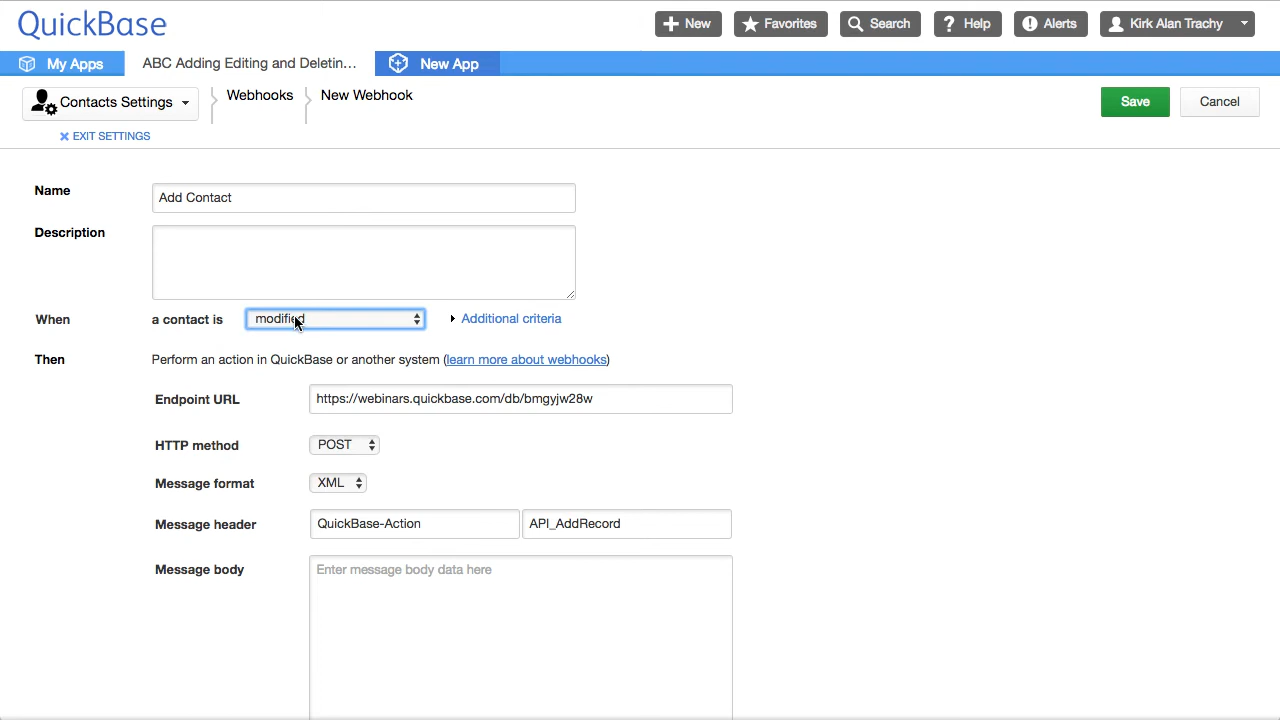 QuickBase
New
Favorites
Search
Help
Alerts
Kirk Alan Trachy
My Apps
ABC Adding Editing and Deletin...
New App
Contacts Settings
Webhooks
New Webhook
Save
Cancel
EXIT SETTINGS
Name
Add Contact
Description
When
a contact is
modified
Additional criteria
Then
Perform an action in QuickBase or another system (learn more about webhooks)
Endpoint URL
https://webinars.quickbase.com/db/bmgyjw28w
HTTP method
POST
Message format
XML
Message header
QuickBase-Action
API_AddRecord
Message body
Enter message body data here